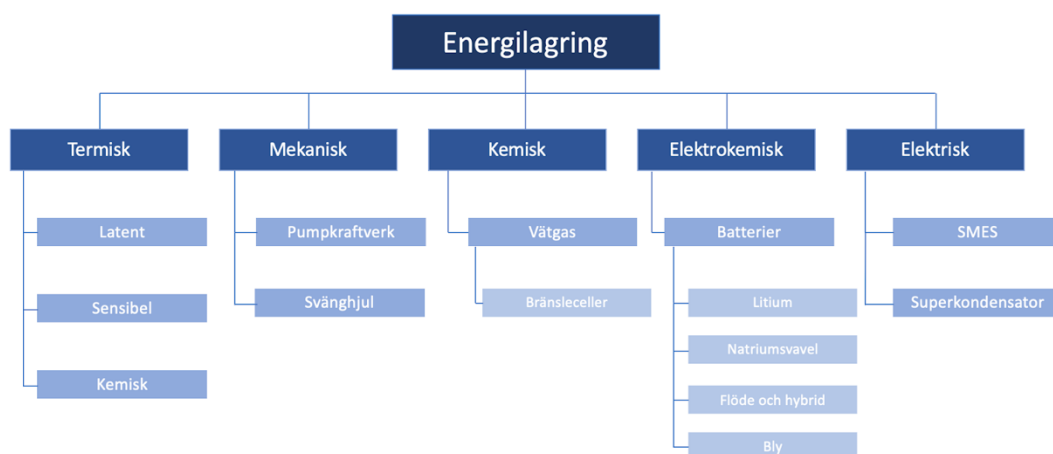 Energilagring
Termisk
Mekanisk
Kemisk
Elektrokemisk
Elektrisk
Latent
Pumpkraftverk
Vätgas
Batterier
SMES
Sensibel
Svänghjul
Bränsleceller
Litium
Superkondensator
Natriumsvavel
Kemisk
Flöde och hybrid
Bly